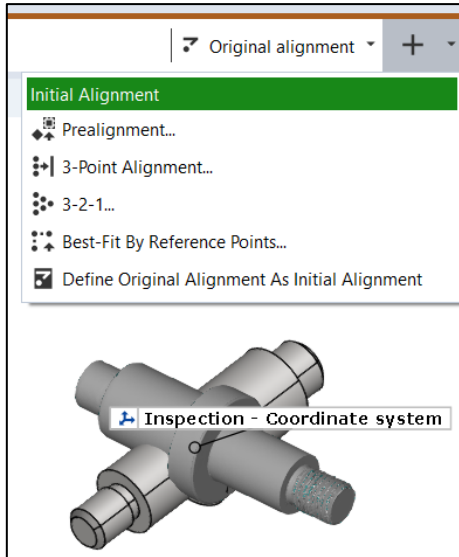 Original alignment
Initial Alignment
Prealignment...
3-Point Alignment...
3-2-1...
Best-Fit By Reference Points...
Define Original Alignment As Initial Alignment
Inspection - Coordinate system